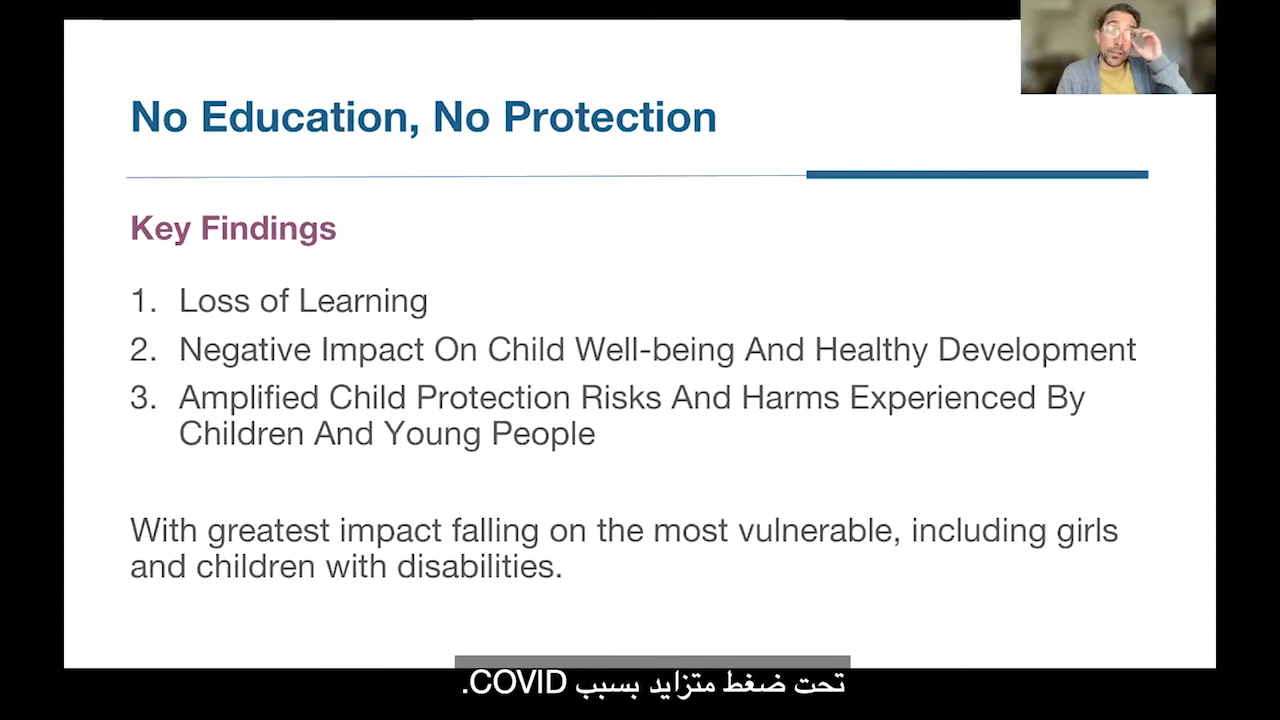 No Education, No Protection
Key Findings
1. Loss of Learning
2. Negative Impact On Child Well-being And Healthy Development
3. Amplified Child Protection Risks And Harms Experienced By
Children And Young People
With greatest impact falling on the most vulnerable, including girls
and children with disabilities.
تحت ضغط متزايد بسبب COVID.